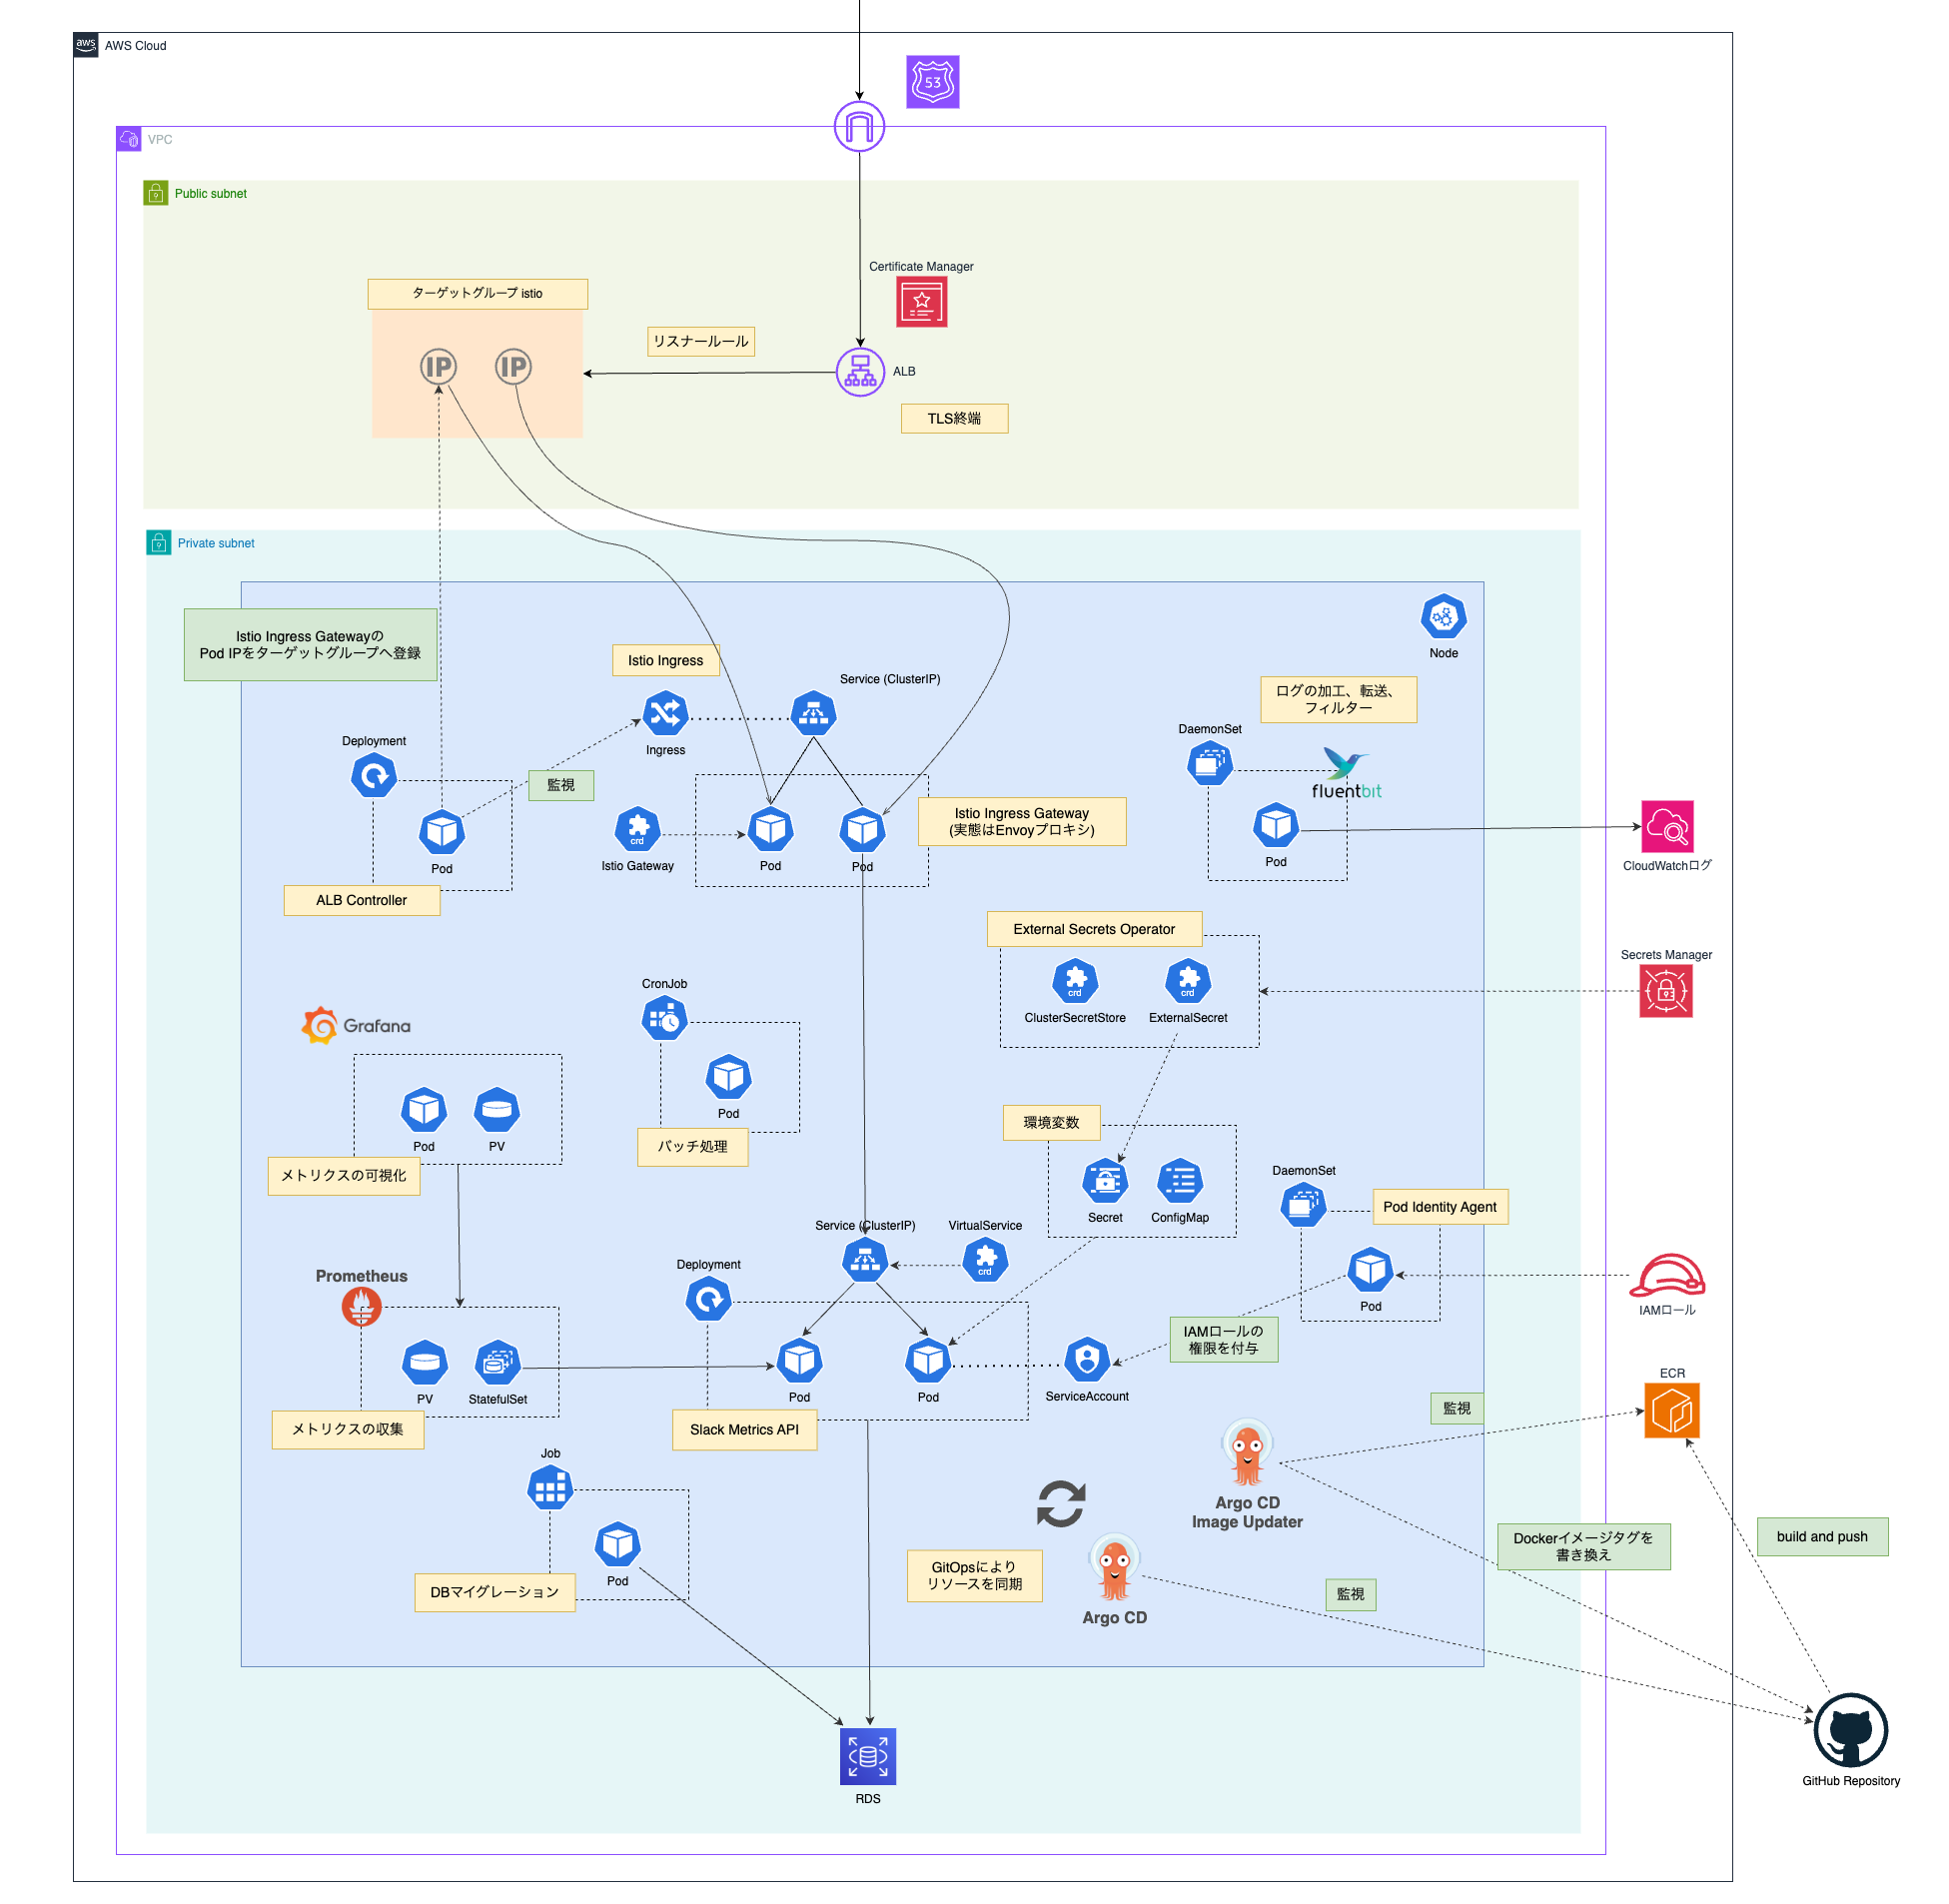 aws
AWS Cloud
53
VPC
Public subnet
Certificate Manager
ターゲットグループ istio
リスナールール
IP
IP
ALB
TLS終端
Private subnet
Istio Ingress Gatewayの
Pod IPをターゲットグループへ登録
Node
Istio Ingress
Service (ClusterIP)
ログの加工、転送、
フィルター
Ingress
DaemonSet
Deployment
監視
fluentbit
Istio Ingress Gateway
(実態はEnvoyプロキシ)
crd
Istio Gateway
Pod
Pod
Pod
Pod
CloudWatchログ
ALB Controller
External Secrets Operator
Secrets Manager
CronJob
crd
crd
ClusterSecretStore
ExternalSecret
Grafana
Pod
環境変数
Pod
PV
バッチ処理
メトリクスの可視化
DaemonSet
Pod Identity Agent
Secret
ConfigMap
Service (ClusterIP)
VirtualService
crd
Deployment
Prometheus
Pod
IAMロール
IAMロールの
権限を付与
ECR
PV
StatefulSet
Pod
Pod
ServiceAccount
監視
メトリクスの収集
Slack Metrics API
Job
Argo CD
Image Updater
Dockerイメージタグを
書き換え
build and push
GitOpsにより
リソースを同期
Pod
DBマイグレーション
監視
Argo CD
GitHub Repository
RDS